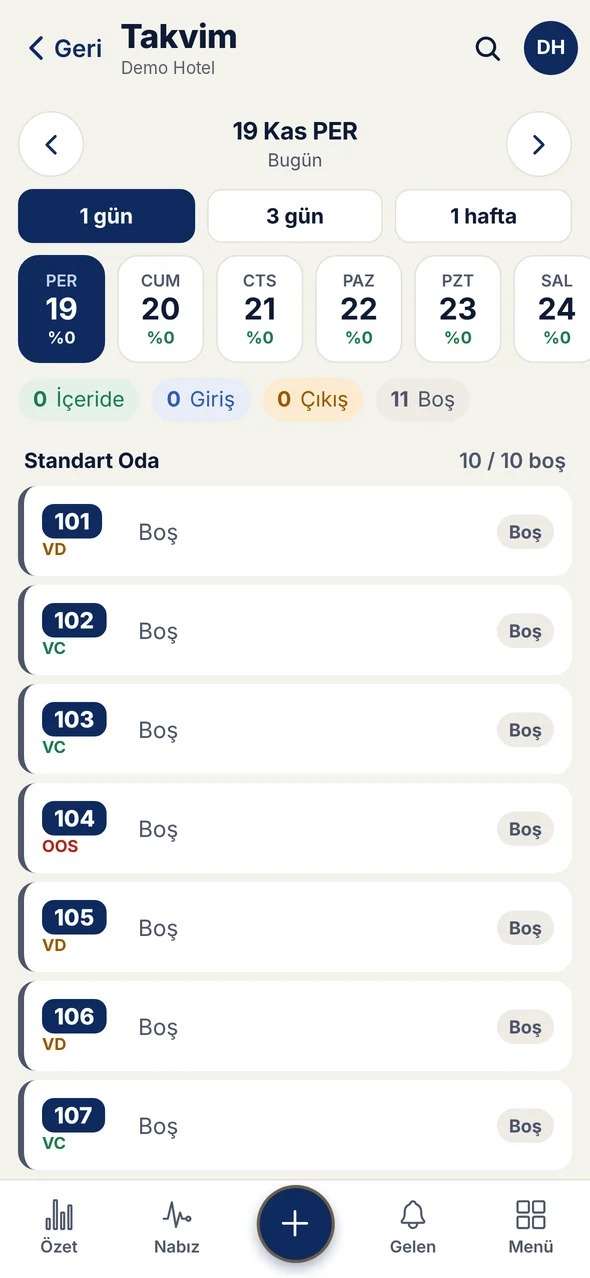 Geri
Takvim
Demo Hotel
DH
19 Kas PER
Bugün
1 gün
3 gün
1 hafta
PER
19
%0
CUM
20
%0
CTS
21
%0
PAZ
22
%0
PZT
23
%0
SAL
24
%0
0 İçeride
0 Giriş
0 Çıkış
11 Boş
Standart Oda
10 / 10 boş
101
VD
Boş
Boş
102
VC
Boş
Boş
103
VC
Boş
Boş
104
OOS
Boş
Boş
105
VD
Boş
Boş
106
VD
Boş
Boş
107
VC
Boş
Boş
Özet
Nabız
Gelen
Menü